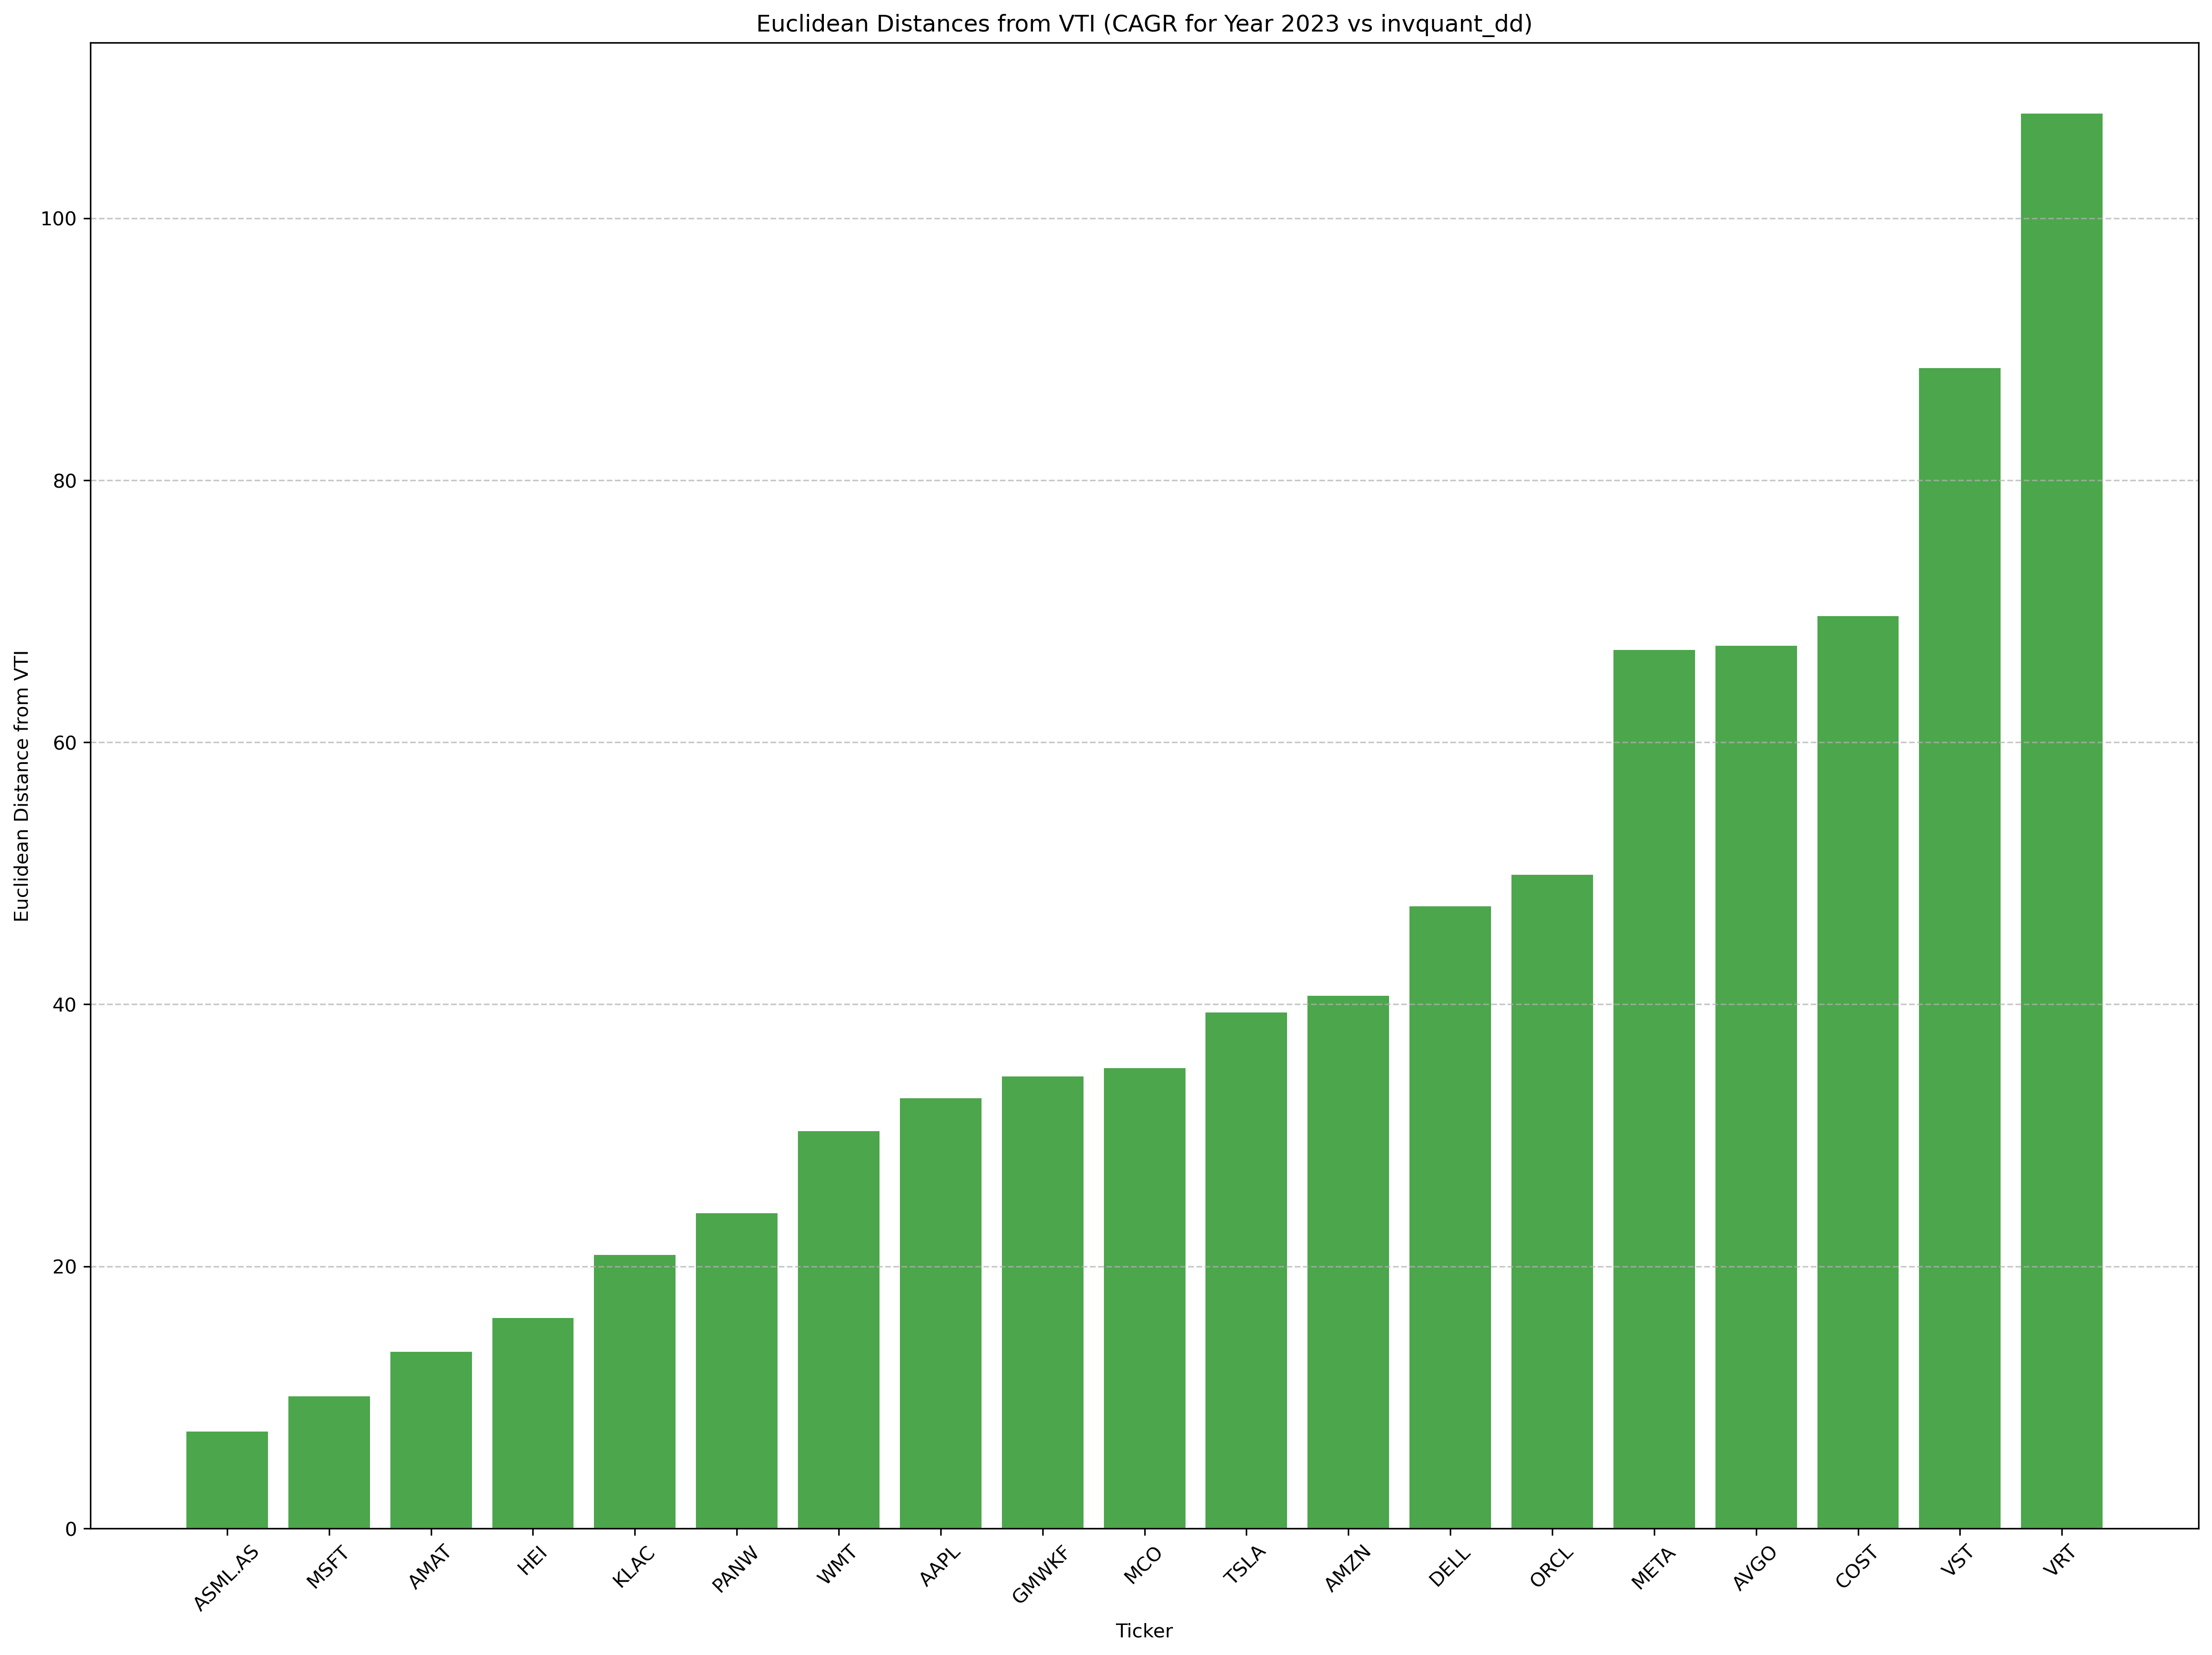 Euclidean Distances from VTI (CAGR for Year 2023 vs invquant_dd)
Euclidean Distance from VTI
100
80
60
40
20
0
ASML.AS
MSFT
AMAT
HEI
KLAC
PANW
WMT
AAPL
GMWKF
MCO
TSLA
AMZN
DELL
ORCL
META
AVGO
COST
VST
VRT
Ticker